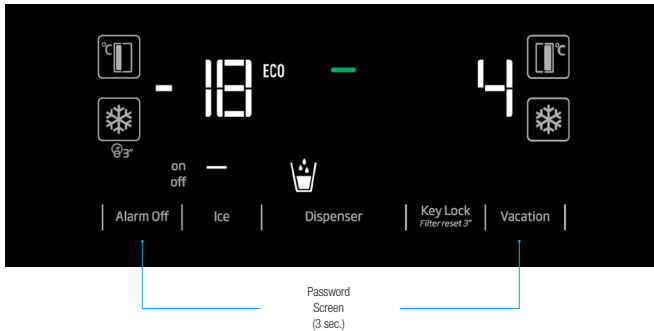 °C
- 18 ECO
4
°C
3"
on
off
Alarm Off
Ice
Dispenser
Key Lock
Filter reset 3"
Vacation
Password
Screen
(3 sec.)